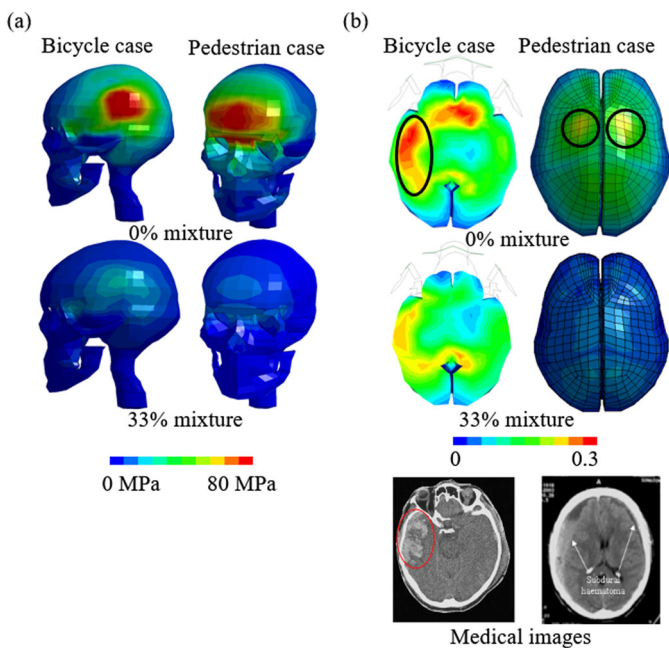 (a)
Bicycle case
Pedestrian case
0% mixture
33% mixture
0 MPa
80 MPa
(b)
Bicycle case
Pedestrian case
0% mixture
33% mixture
0
0.3
A
Subdural
haematoma
Medical images